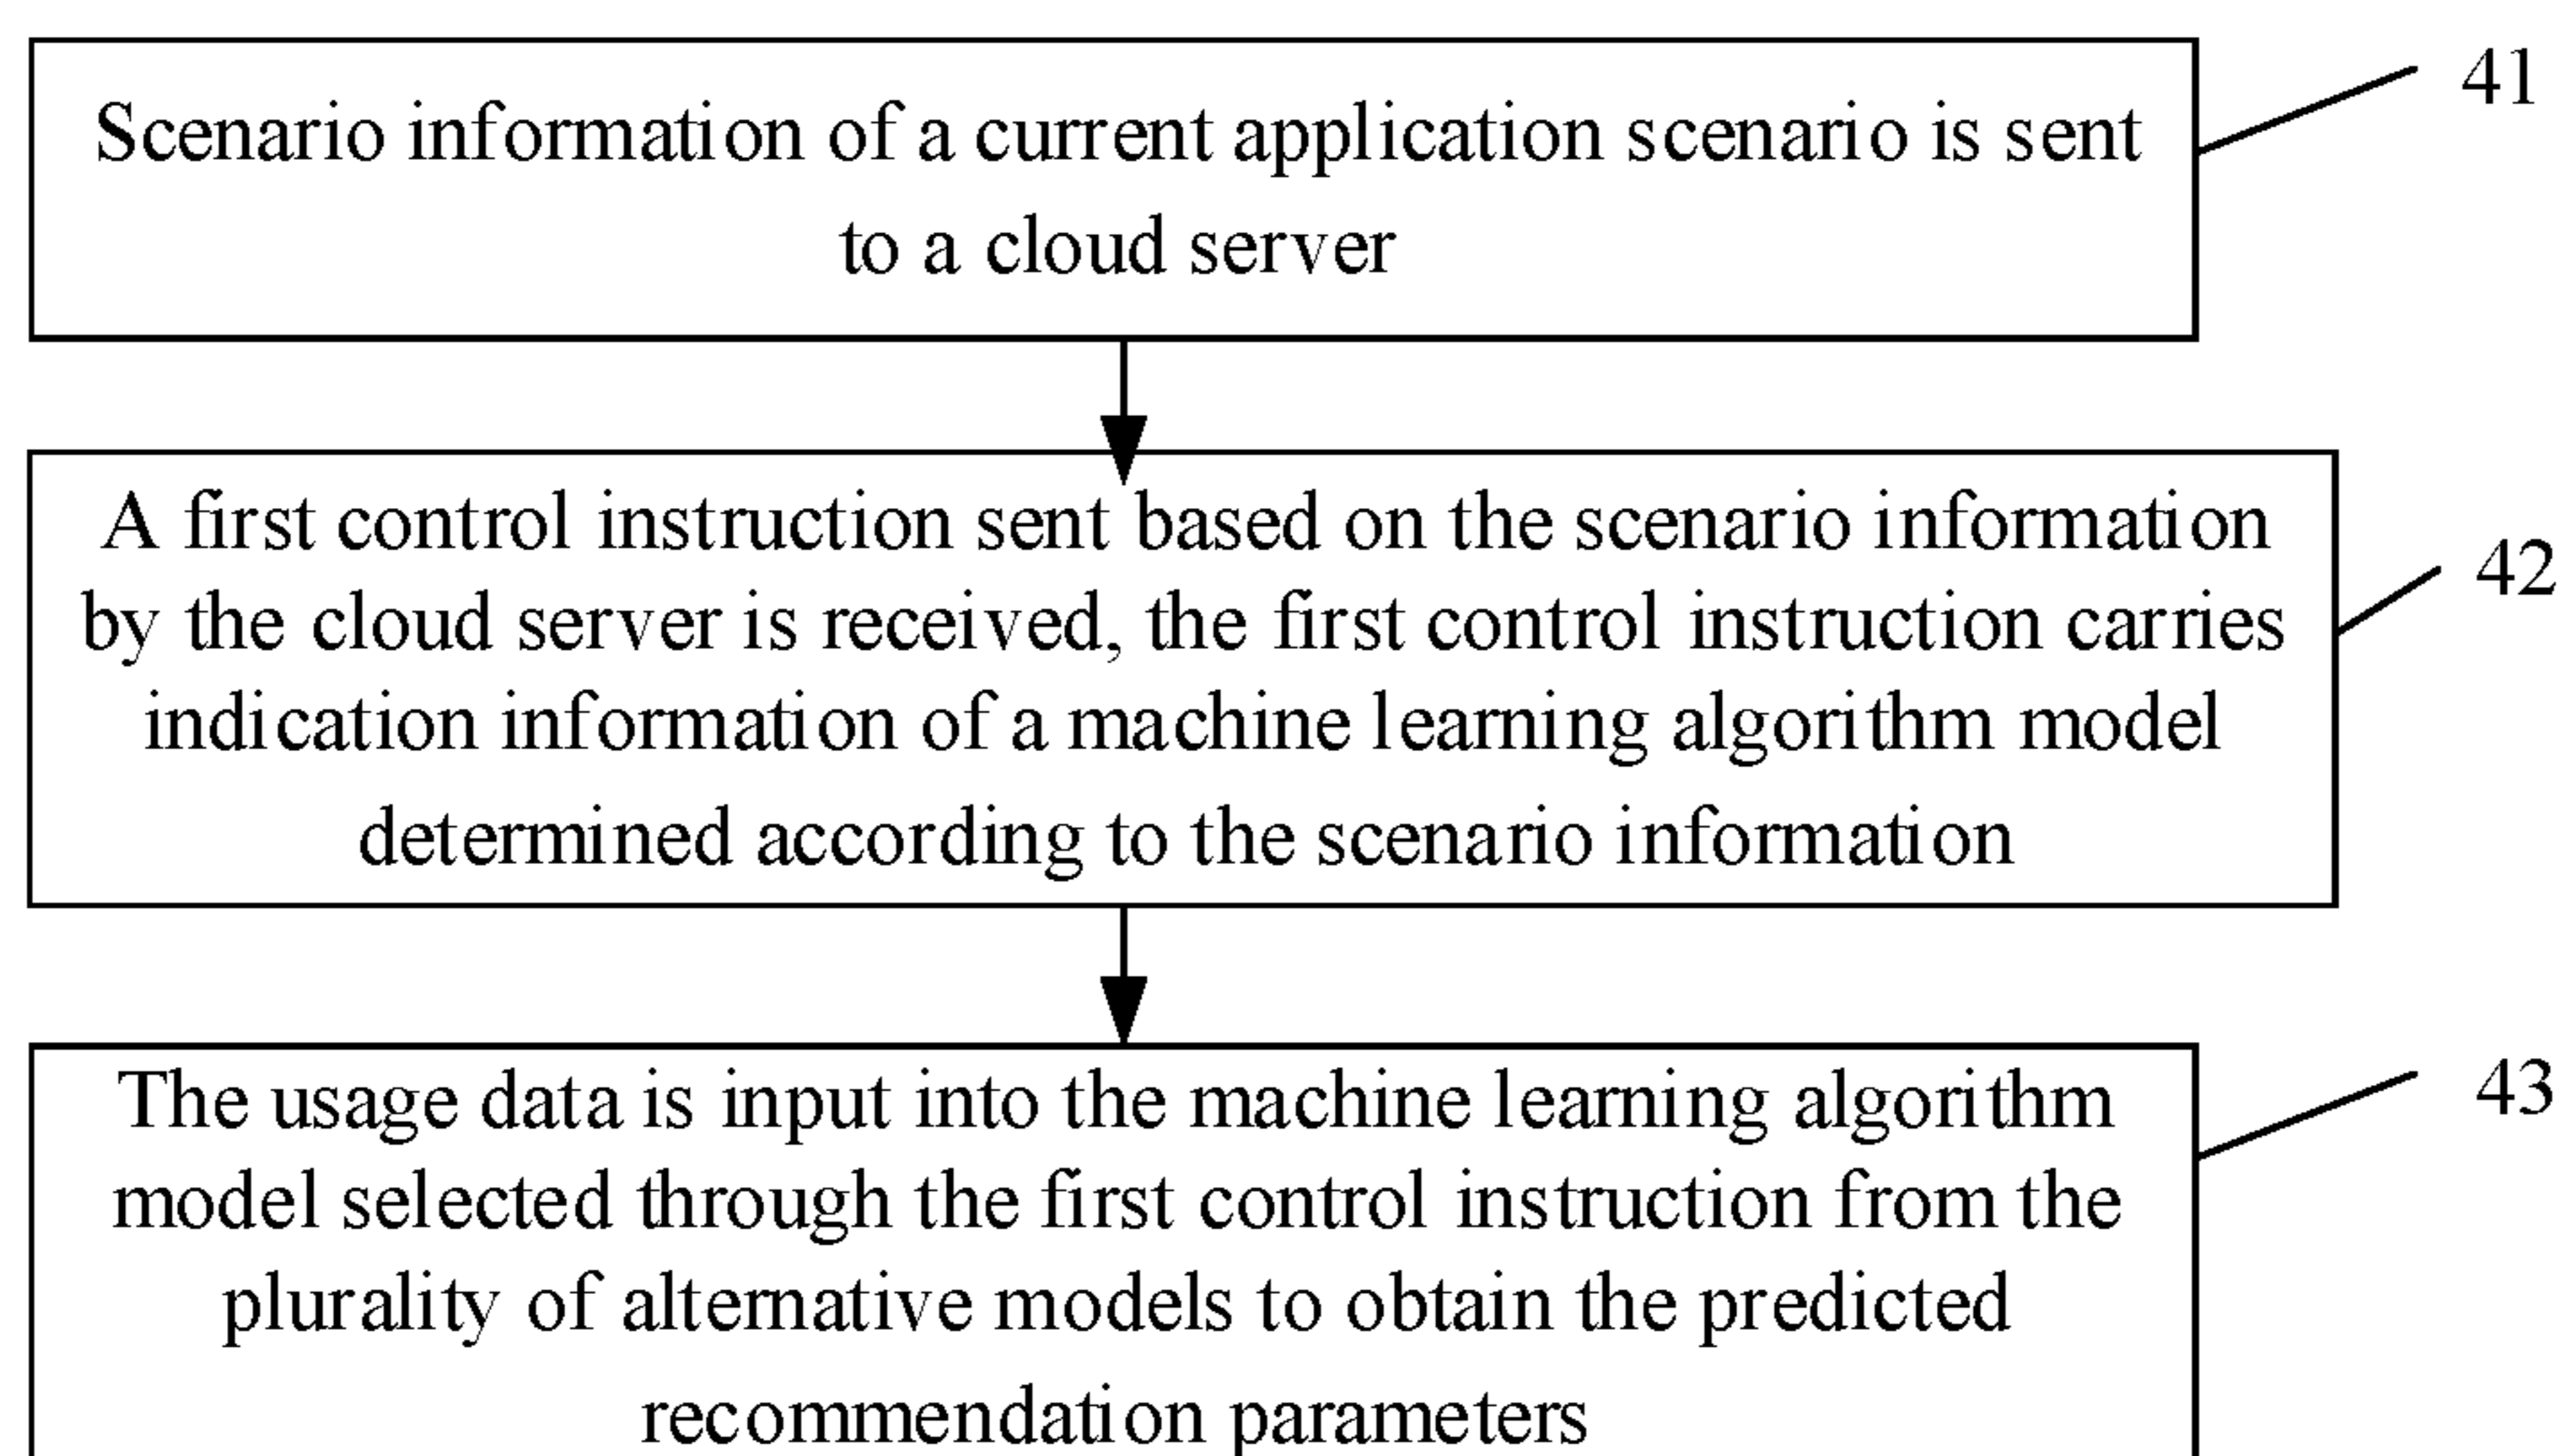 Scenario information of a current application scenario is sent
to a cloud server
41
A first control instruction sent based on the scenario information
by the cloud server is received, the first control instruction carries
indication information of a machine learning algorithm model
determined according to the scenario information
42
The usage data is input into the machine learning algorithm
model selected through the first control instruction from the
plurality of alternative models to obtain the predicted
recommendation parameters
43